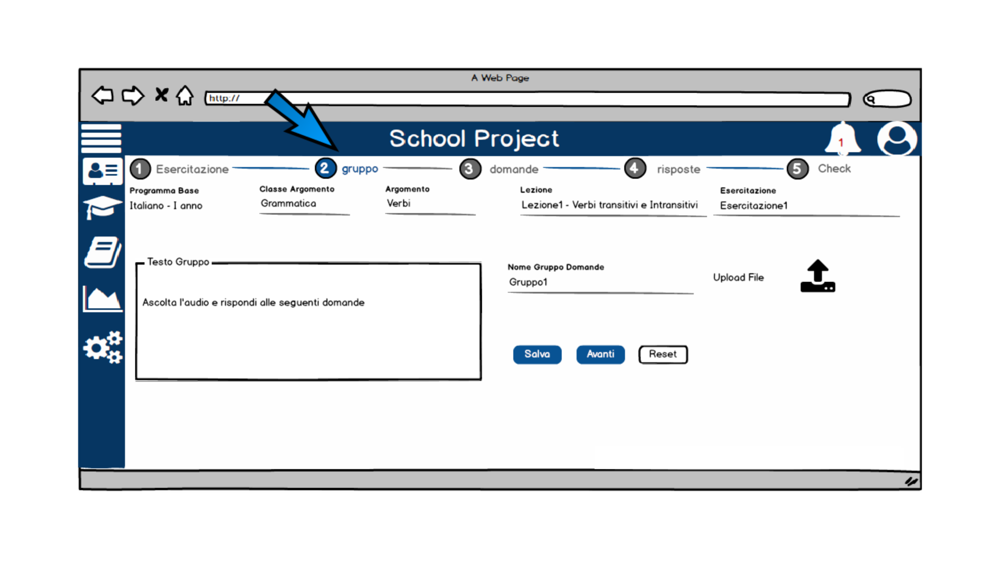 A Web Page
http://
School Project
1
1 Esercitazione 2 gruppo 3 domande 4 risposte 5 Check
Programma Base Classe Argomento Argomento Lezione Esercitazione
Italiano - I anno Grammatica Verbi Lezione1 - Verbi transitivi e Intransitivi Esercitazione1
Testo Gruppo
Ascolta l'audio e rispondi alle seguenti domande
Nome Gruppo Domande
Gruppo1
Upload File
Salva Avanti Reset